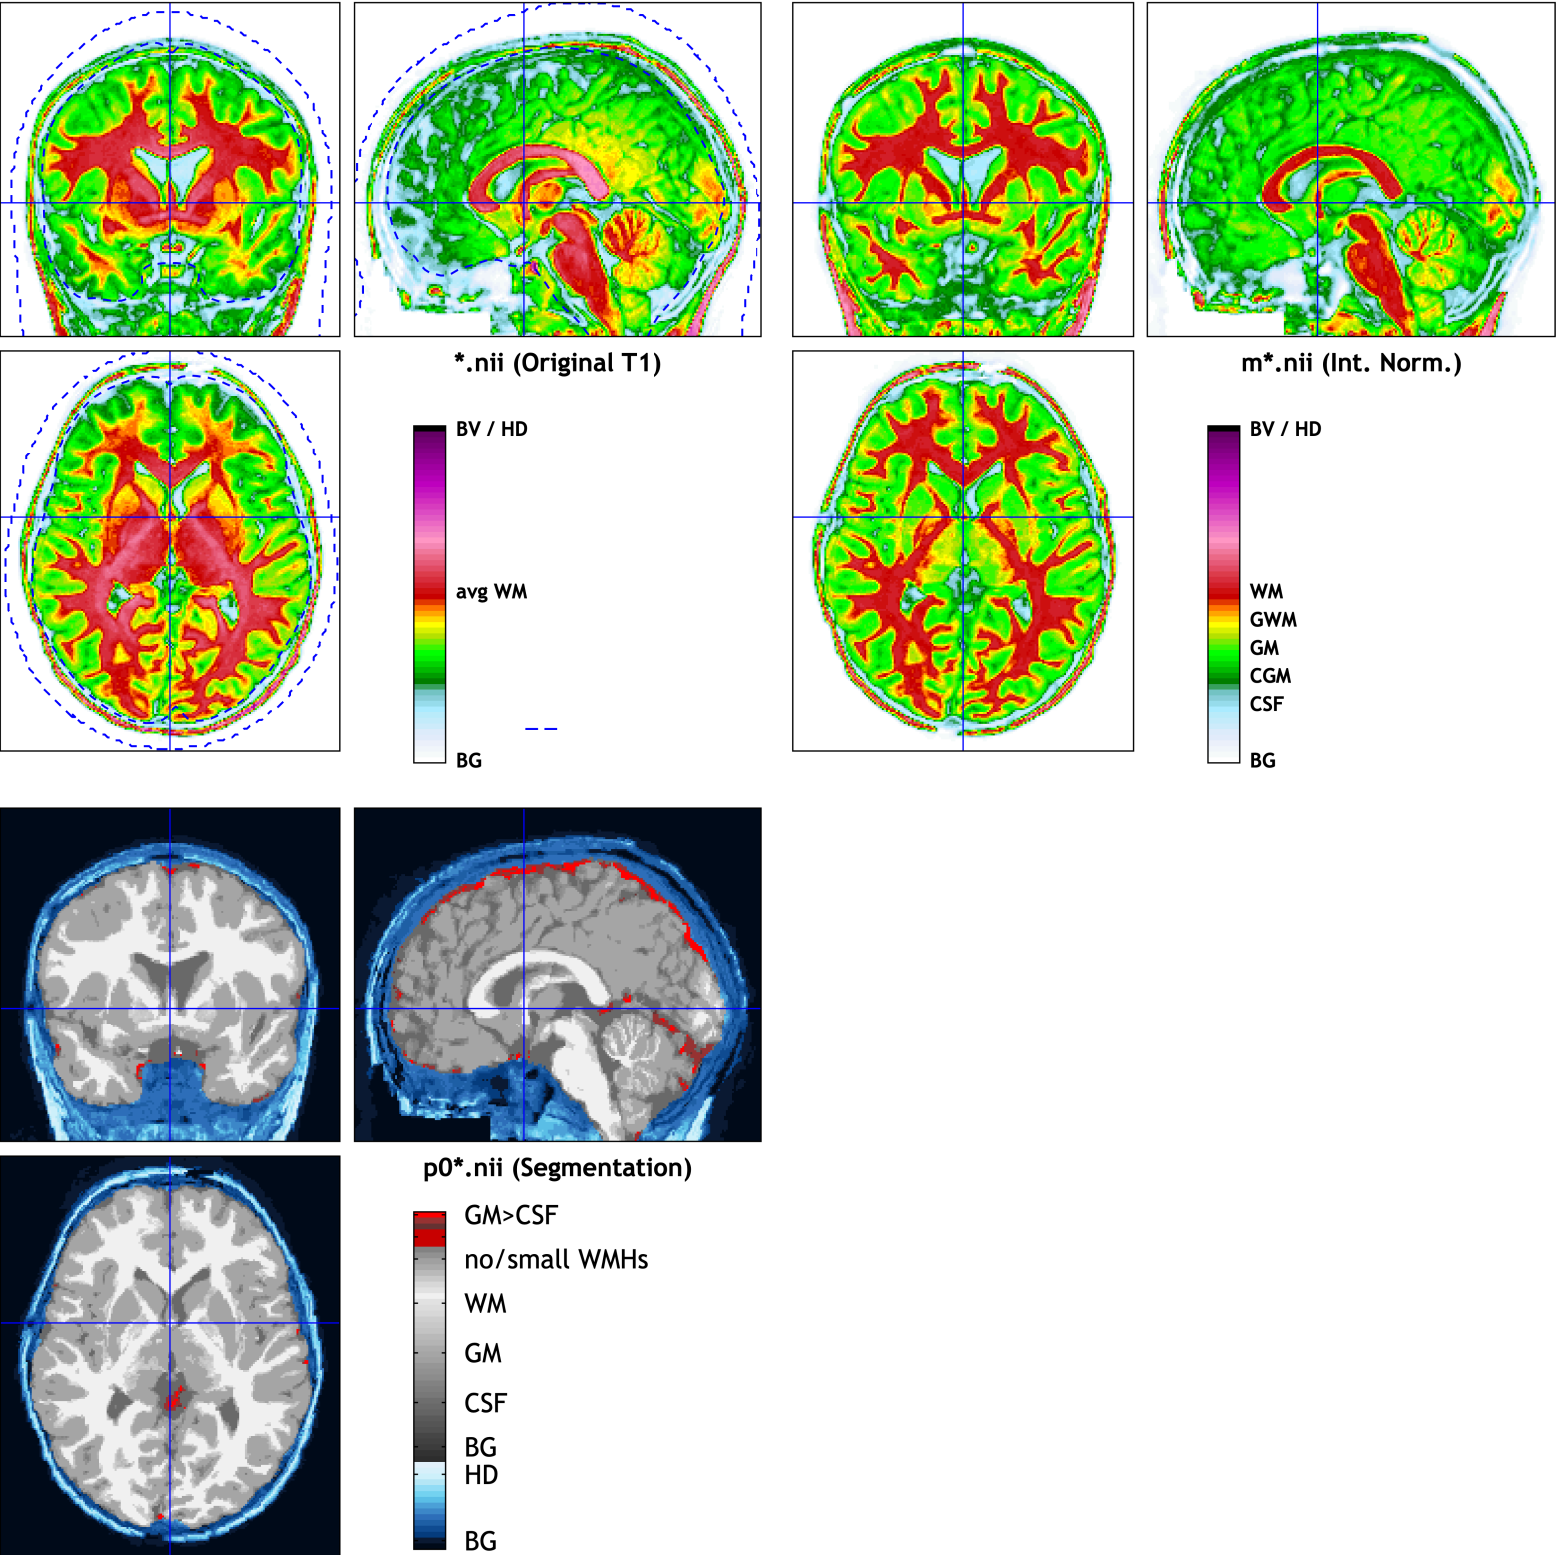 *.nii (Original T1)
BV / HD
avg WM
BG
m*.nii (Int. Norm.)
BV / HD
WM
GWM
GM
CGM
CSF
BG
p0*.nii (Segmentation)
GM>CSF
no/small WMHs
WM
GM
CSF
BG
HD
BG